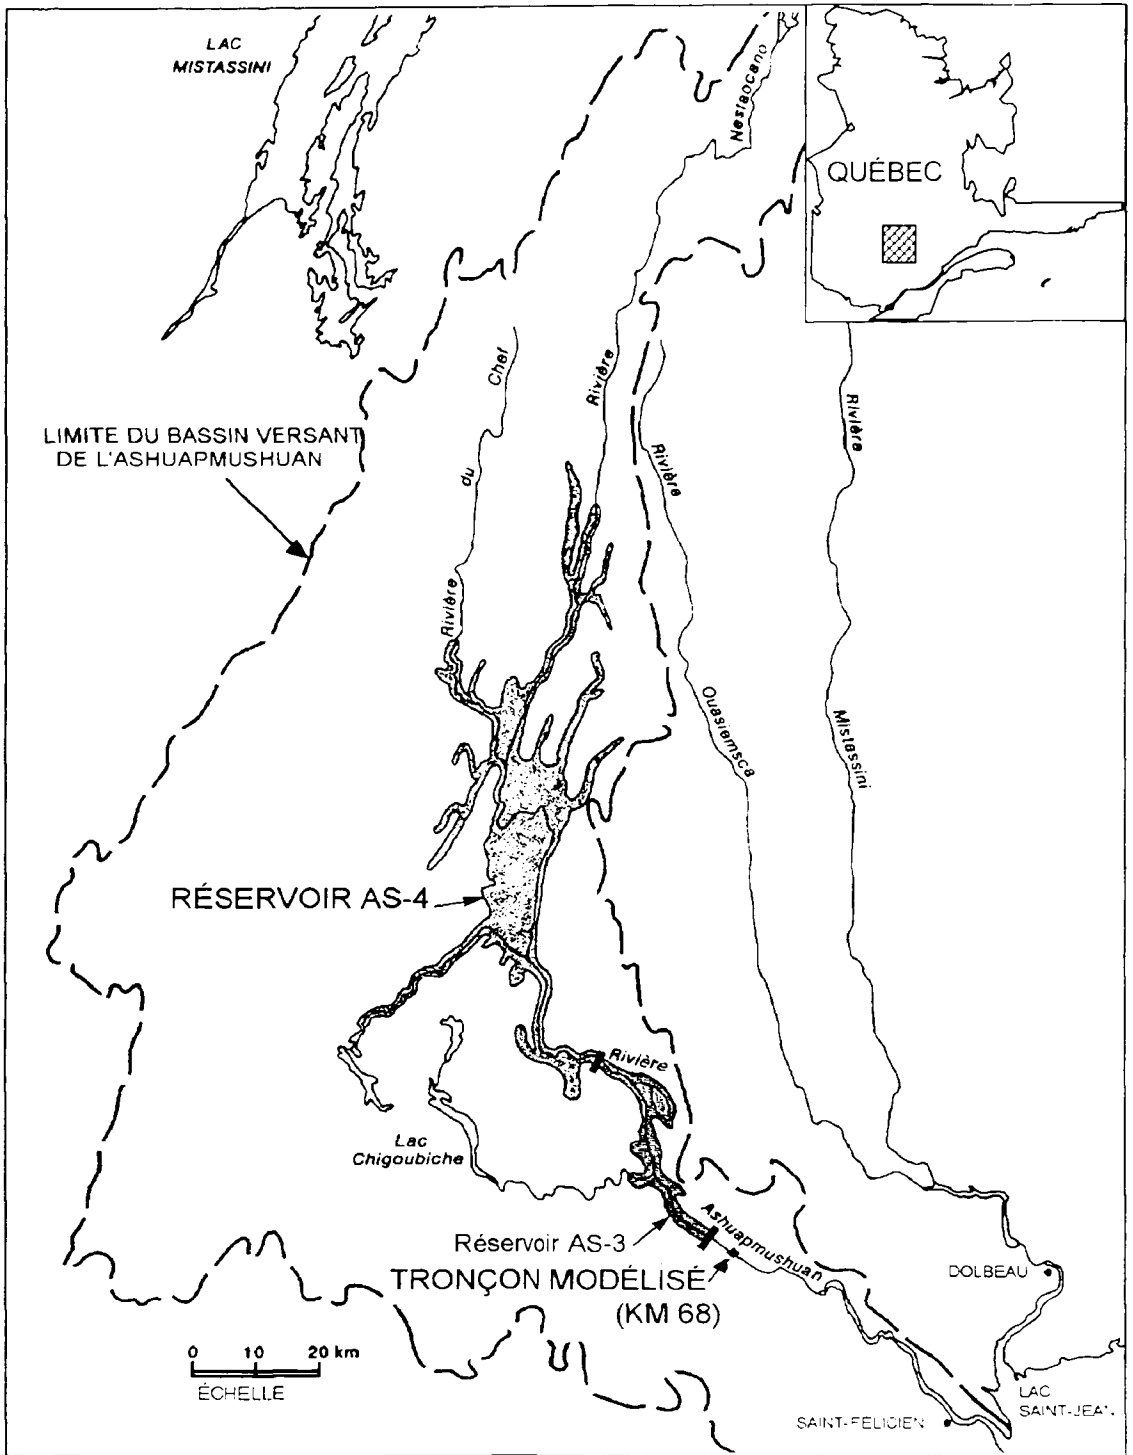 LAC
MISTASSINI
Nestaocano
QUÉBEC
Chef
du
Rivière
Rivière
Rivière
Ouasiemsca
Rivière
Mistassini
LIMITE DU BASSIN VERSANT
DE L'ASHUAPMUSHUAN
RÉSERVOIR AS-4
Rivière
Ashuapmushuan
Lac
Chigoubiche
Réservoir AS-3
TRONÇON MODÉLISÉ
(KM 68)
DOLBEAU
0 10 20 km
ÉCHELLE
LAC
SAINT-JEAN
SAINT-FÉLICIEN